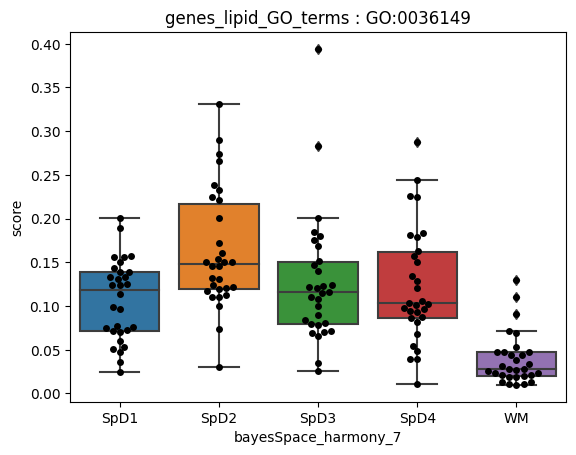 genes_lipid_GO_terms : GO:0036149
score
0.40
0.35
0.30
0.25
0.20
0.15
0.10
0.05
0.00
SpD1 SpD2 SpD3 SpD4 WM
bayesSpace_harmony_7